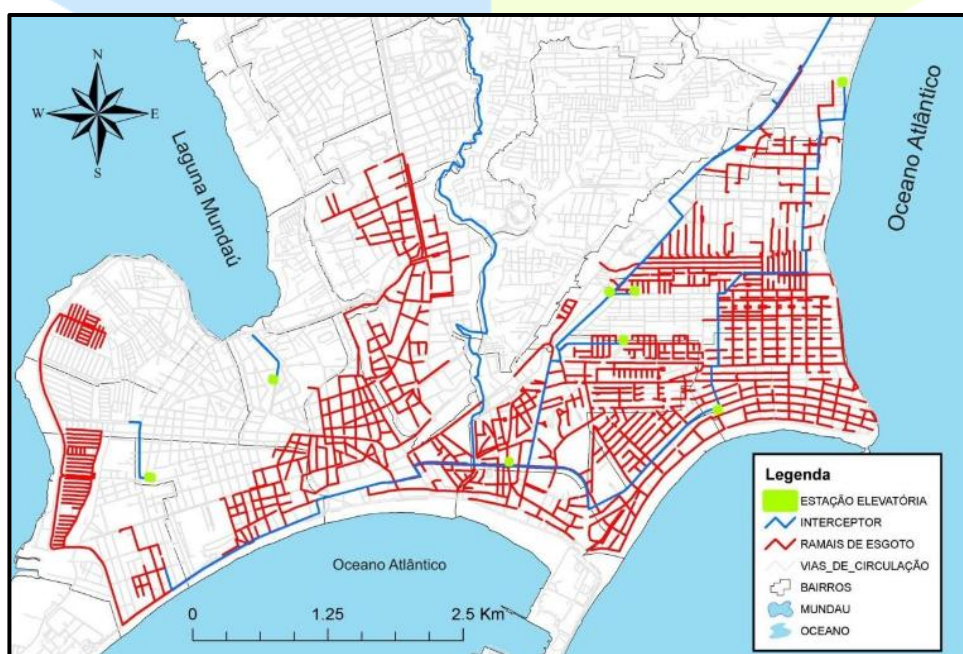 N
W
E
S
Laguna Mundaú
Oceano Atlântico
Oceano Atlântico
0
1.25
2.5 Km
Legenda
ESTAÇÃO ELEVATÓRIA
INTERCEPTOR
RAMAIS DE ESGOTO
VIAS_DE_CIRCULAÇÃO
BAIRROS
MUNDAU
OCEANO